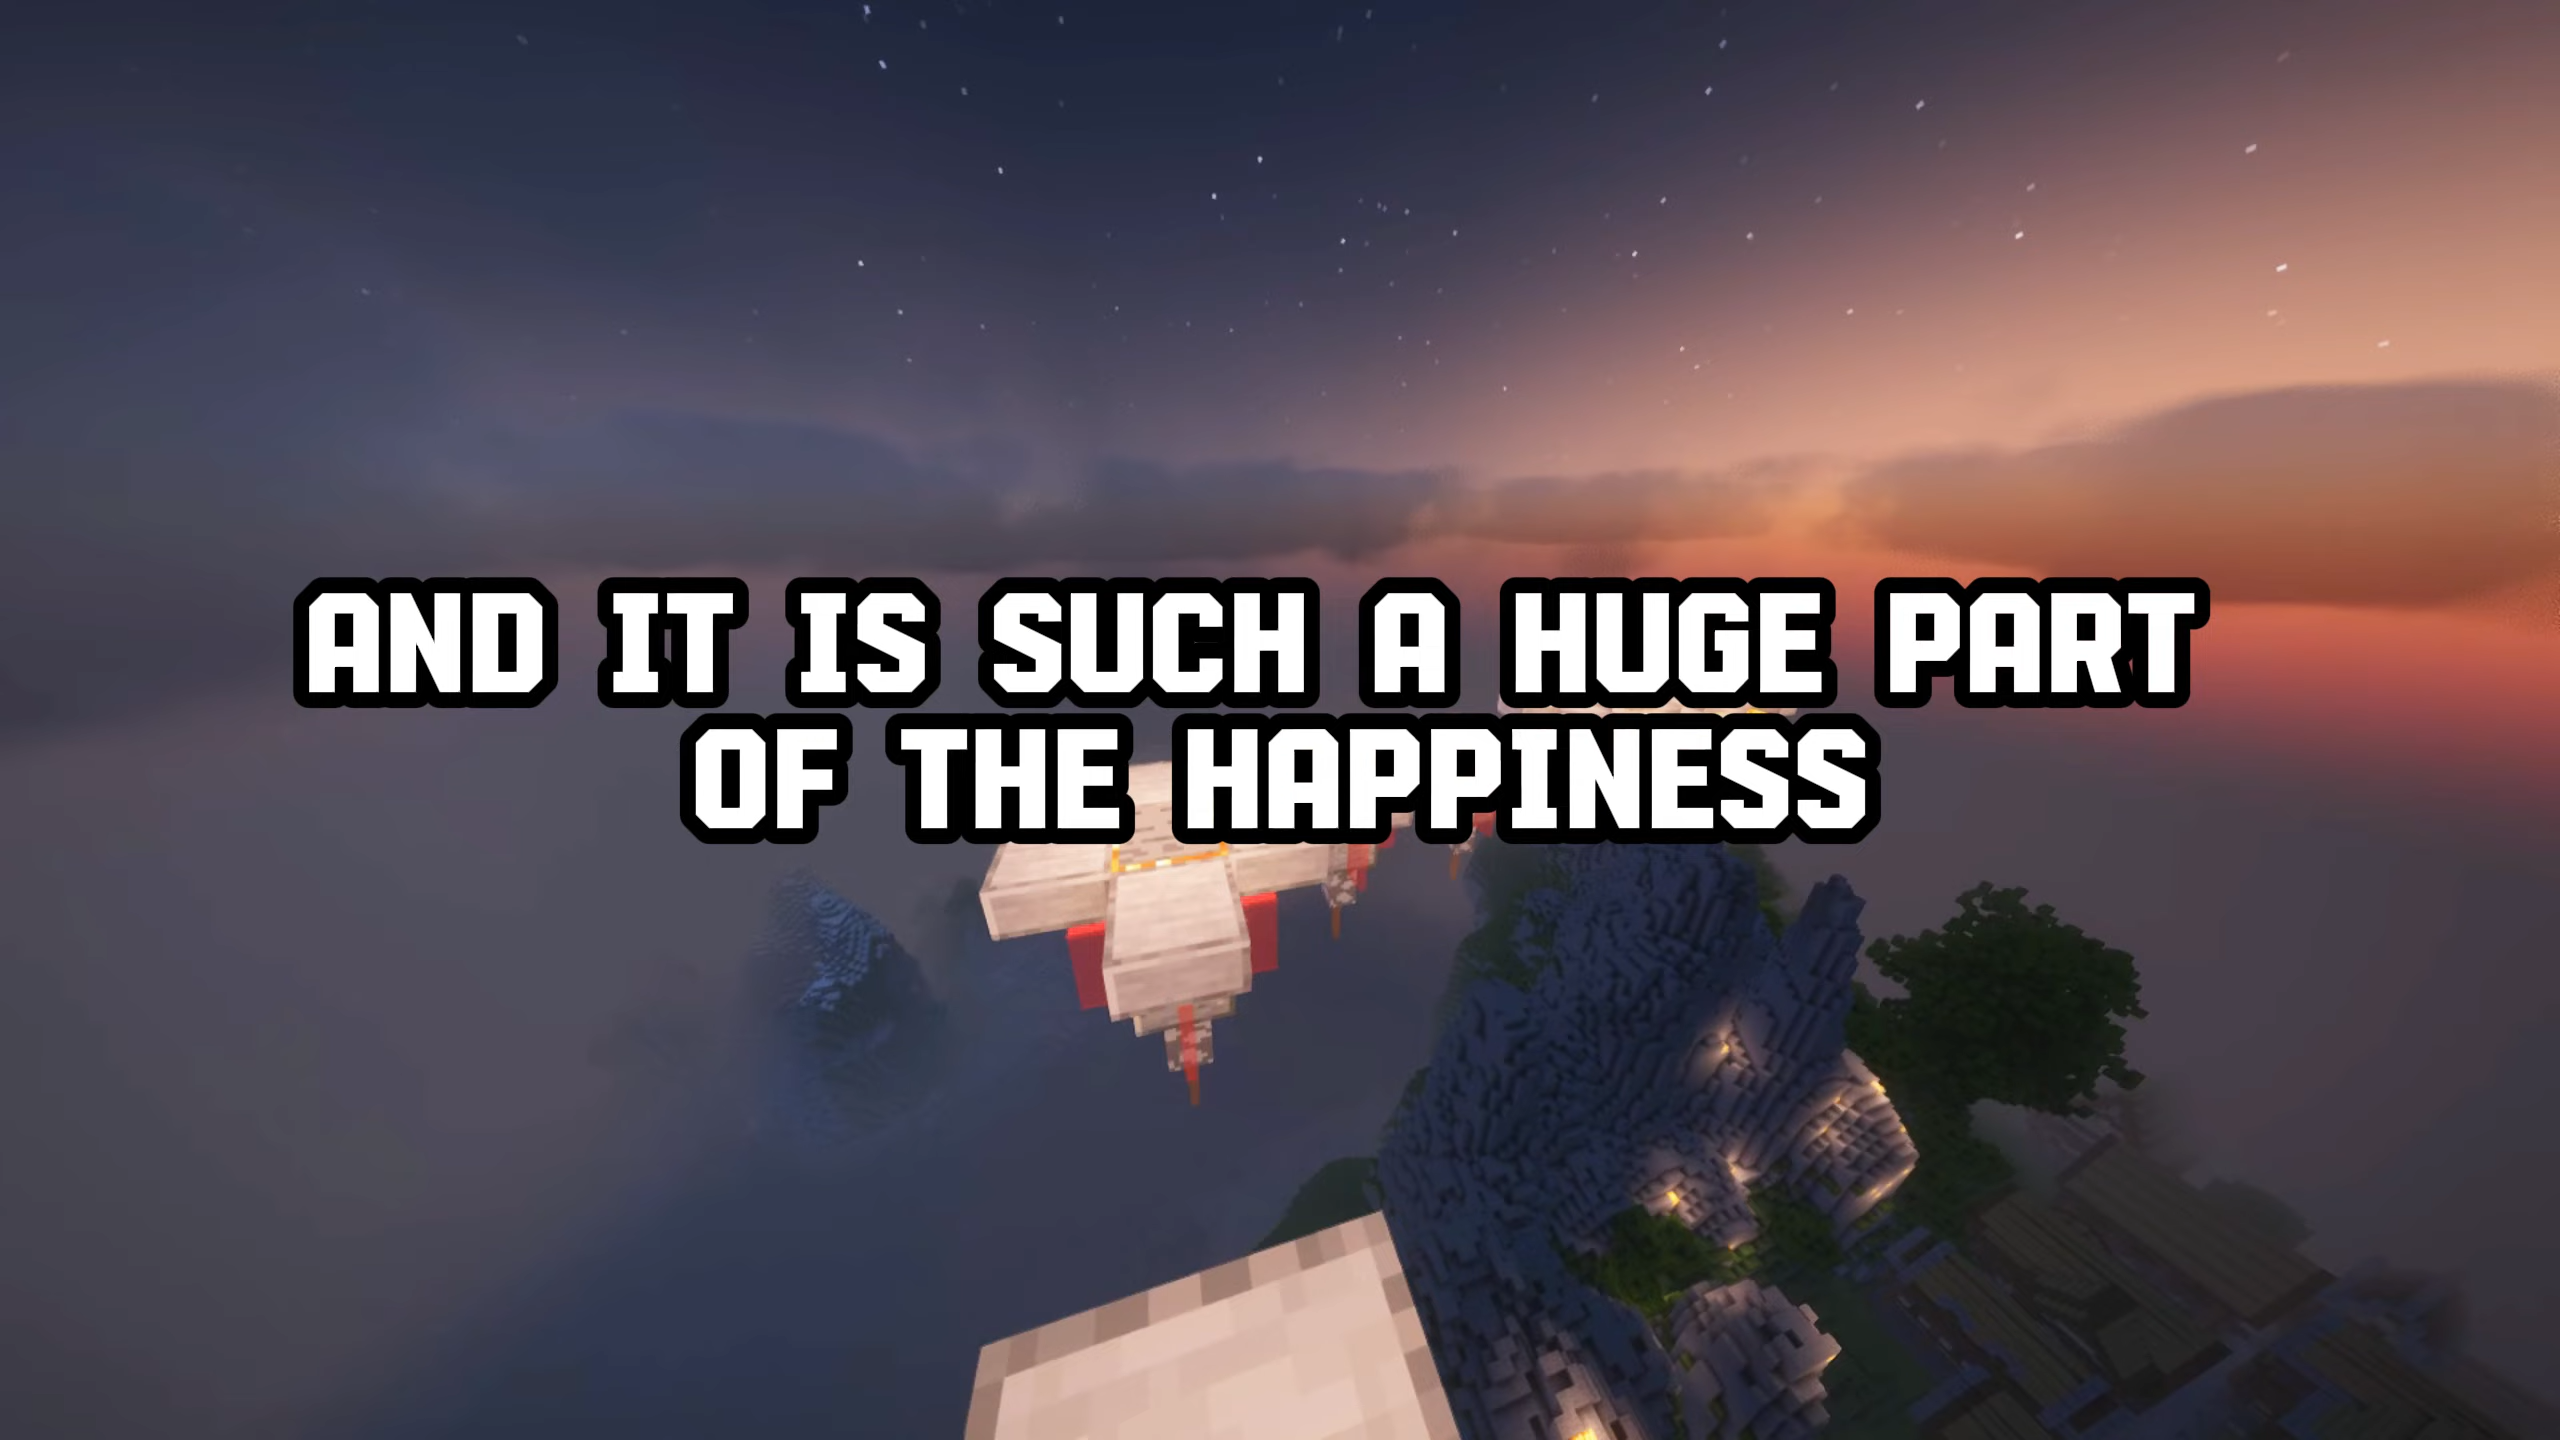 AND IT IS SUCH A HUGE PART
OF THE HAPPINESS